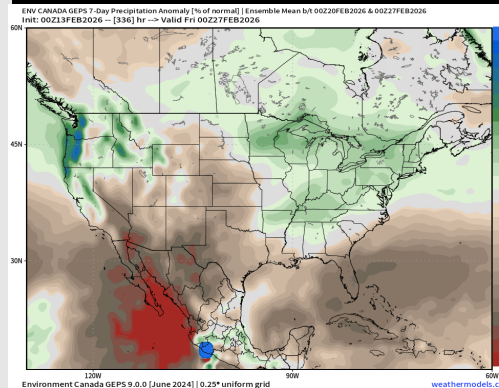 ENV CANADA GEPS 7-Day Precipitation Anomaly [% of normal] | Ensemble Mean b/t 00Z20FEB2026 & 00Z27FEB2026
Init: 00Z13FEB2026 -- [336] hr --> Valid Fri 00Z27FEB2026
60N
45N
30N
120W
90W
60W
Environment Canada GEPS 9.0.0 [June 2024] | 0.25° uniform grid
weathermodels.c